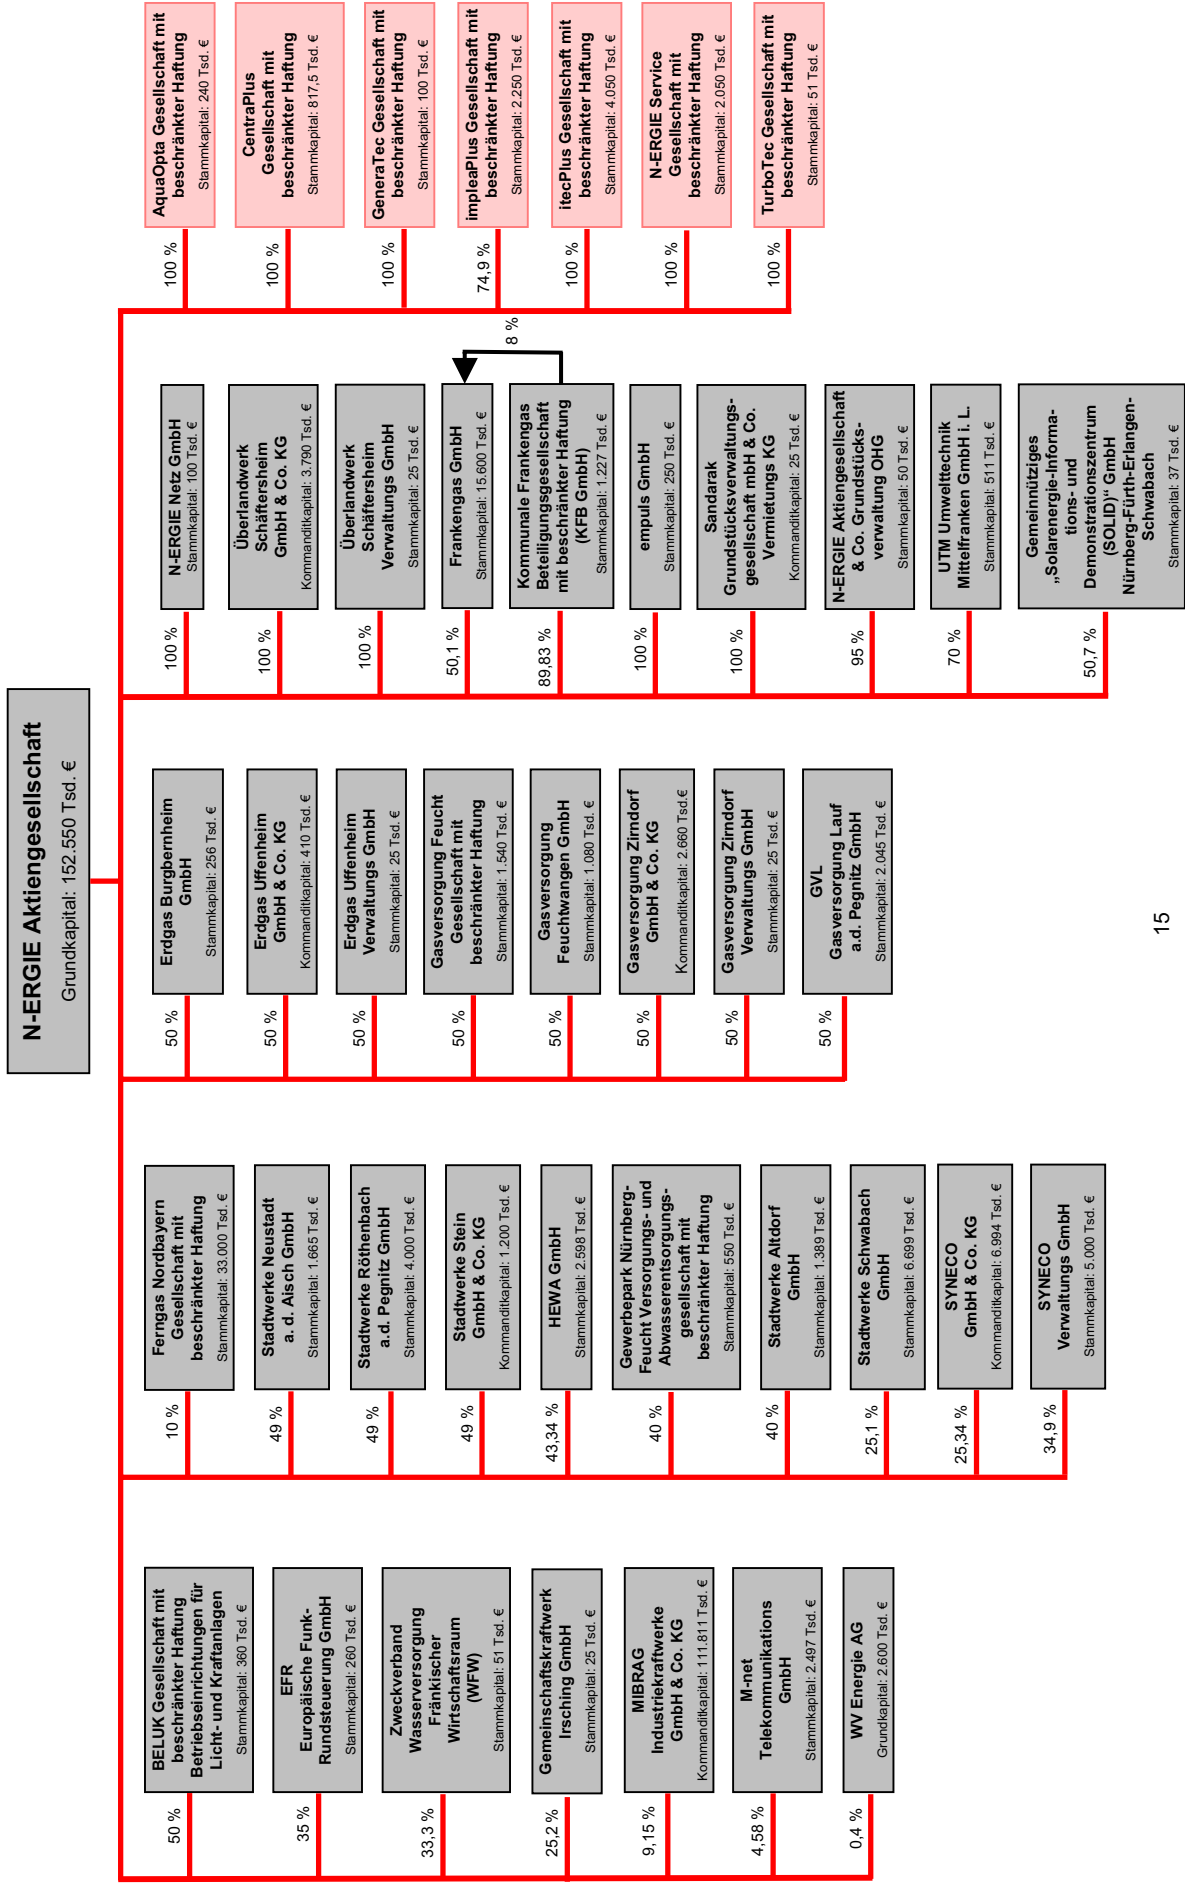 N-ERGIE Aktiengesellschaft
Grundkapital: 152.550 Tsd. €
50 %
BELUK Gesellschaft mit
beschränkter Haftung
Betriebseinrichtungen für
Licht- und Kraftanlagen
Stammkapital: 360 Tsd. €
35 %
EFR
Europäische Funk-
Rundsteuerung GmbH
Stammkapital: 260 Tsd. €
33,3 %
Zweckverband
Wasserversorgung
Fränkischer
Wirtschaftsraum
(WFW)
Stammkapital: 51 Tsd. €
25,2 %
Gemeinschaftskraftwerk
Irsching GmbH
Stammkapital: 25 Tsd. €
9,15 %
MIBRAG
Industriekraftwerke
GmbH & Co. KG
Kommanditkapital: 111.811 Tsd. €
4,58 %
M-net
Telekommunikations
GmbH
Stammkapital: 2.497 Tsd. €
0,4 %
WV Energie AG
Grundkapital: 2.600 Tsd. €
10 %
Ferngas Nordbayern
Gesellschaft mit
beschränkter Haftung
Stammkapital: 33.000 Tsd. €
49 %
Stadtwerke Neustadt
a. d. Aisch GmbH
Stammkapital: 1.665 Tsd. €
49 %
Stadtwerke Röthenbach
a.d. Pegnitz GmbH
Stammkapital: 4.000 Tsd. €
49 %
Stadtwerke Stein
GmbH & Co. KG
Kommanditkapital: 1.200 Tsd. €
43,34 %
HEWA GmbH
Stammkapital: 2.598 Tsd. €
40 %
Gewerbepark Nürnberg-
Feucht Versorgungs- und
Abwasserentsorgungs-
gesellschaft mit
beschränkter Haftung
Stammkapital: 550 Tsd. €
40 %
Stadtwerke Altdorf
GmbH
Stammkapital: 1.389 Tsd. €
25,1 %
Stadtwerke Schwabach
GmbH
Stammkapital: 6.699 Tsd. €
25,34 %
SYNECO
GmbH & Co. KG
Kommanditkapital: 6.994 Tsd. €
34,9 %
SYNECO
Verwaltungs GmbH
Stammkapital: 5.000 Tsd. €
50 %
Erdgas Burgbernheim
GmbH
Stammkapital: 256 Tsd. €
50 %
Erdgas Uffenheim
GmbH & Co. KG
Kommanditkapital: 410 Tsd. €
50 %
Erdgas Uffenheim
Verwaltungs GmbH
Stammkapital: 25 Tsd. €
50 %
Gasversorgung Feucht
Gesellschaft mit
beschränkter Haftung
Stammkapital: 1.540 Tsd. €
50 %
Gasversorgung
Feuchtwangen GmbH
Stammkapital: 1.080 Tsd. €
50 %
Gasversorgung Zirndorf
GmbH & Co. KG
Kommanditkapital: 2.660 Tsd.€
50 %
Gasversorgung Zirndorf
Verwaltungs GmbH
Stammkapital: 25 Tsd. €
50 %
GVL
Gasversorgung Lauf
a.d. Pegnitz GmbH
Stammkapital: 2.045 Tsd. €
100 %
N-ERGIE Netz GmbH
Stammkapital: 100 Tsd. €
100 %
Überlandwerk
Schäftersheim
GmbH & Co. KG
Kommanditkapital: 3.790 Tsd. €
100 %
Überlandwerk
Schäftersheim
Verwaltungs GmbH
Stammkapital: 25 Tsd. €
50,1 %
Frankengas GmbH
Stammkapital: 15.600 Tsd. €
8 %
89,83 %
Kommunale Frankengas
Beteiligungsgesellschaft
mit beschränkter Haftung
(KFB GmbH)
Stammkapital: 1.227 Tsd. €
100 %
empuls GmbH
Stammkapital: 250 Tsd. €
100 %
Sandarak
Grundstücksverwaltungs-
gesellschaft mbH & Co.
Vermietungs KG
Kommanditkapital: 25 Tsd. €
95 %
N-ERGIE Aktiengesellschaft
& Co. Grundstücks-
verwaltung OHG
Stammkapital: 50 Tsd. €
70 %
UTM Umwelttechnik
Mittelfranken GmbH i. L.
Stammkapital: 511 Tsd. €
50,7 %
Gemeinnütziges
„Solarenergie-Informa-
tions- und
Demonstrationszentrum
(SOLID)“ GmbH
Nürnberg-Fürth-Erlangen-
Schwabach
Stammkapital: 37 Tsd. €
100 %
AquaOpta Gesellschaft mit
beschränkter Haftung
Stammkapital: 240 Tsd. €
100 %
CentraPlus
Gesellschaft mit
beschränkter Haftung
Stammkapital: 817,5 Tsd. €
100 %
GeneraTec Gesellschaft mit
beschränkter Haftung
Stammkapital: 100 Tsd. €
74,9 %
impleaPlus Gesellschaft mit
beschränkter Haftung
Stammkapital: 2.250 Tsd. €
100 %
itecPlus Gesellschaft mit
beschränkter Haftung
Stammkapital: 4.050 Tsd. €
100 %
N-ERGIE Service
Gesellschaft mit
beschränkter Haftung
Stammkapital: 2.050 Tsd. €
100 %
TurboTec Gesellschaft mit
beschränkter Haftung
Stammkapital: 51 Tsd. €
15